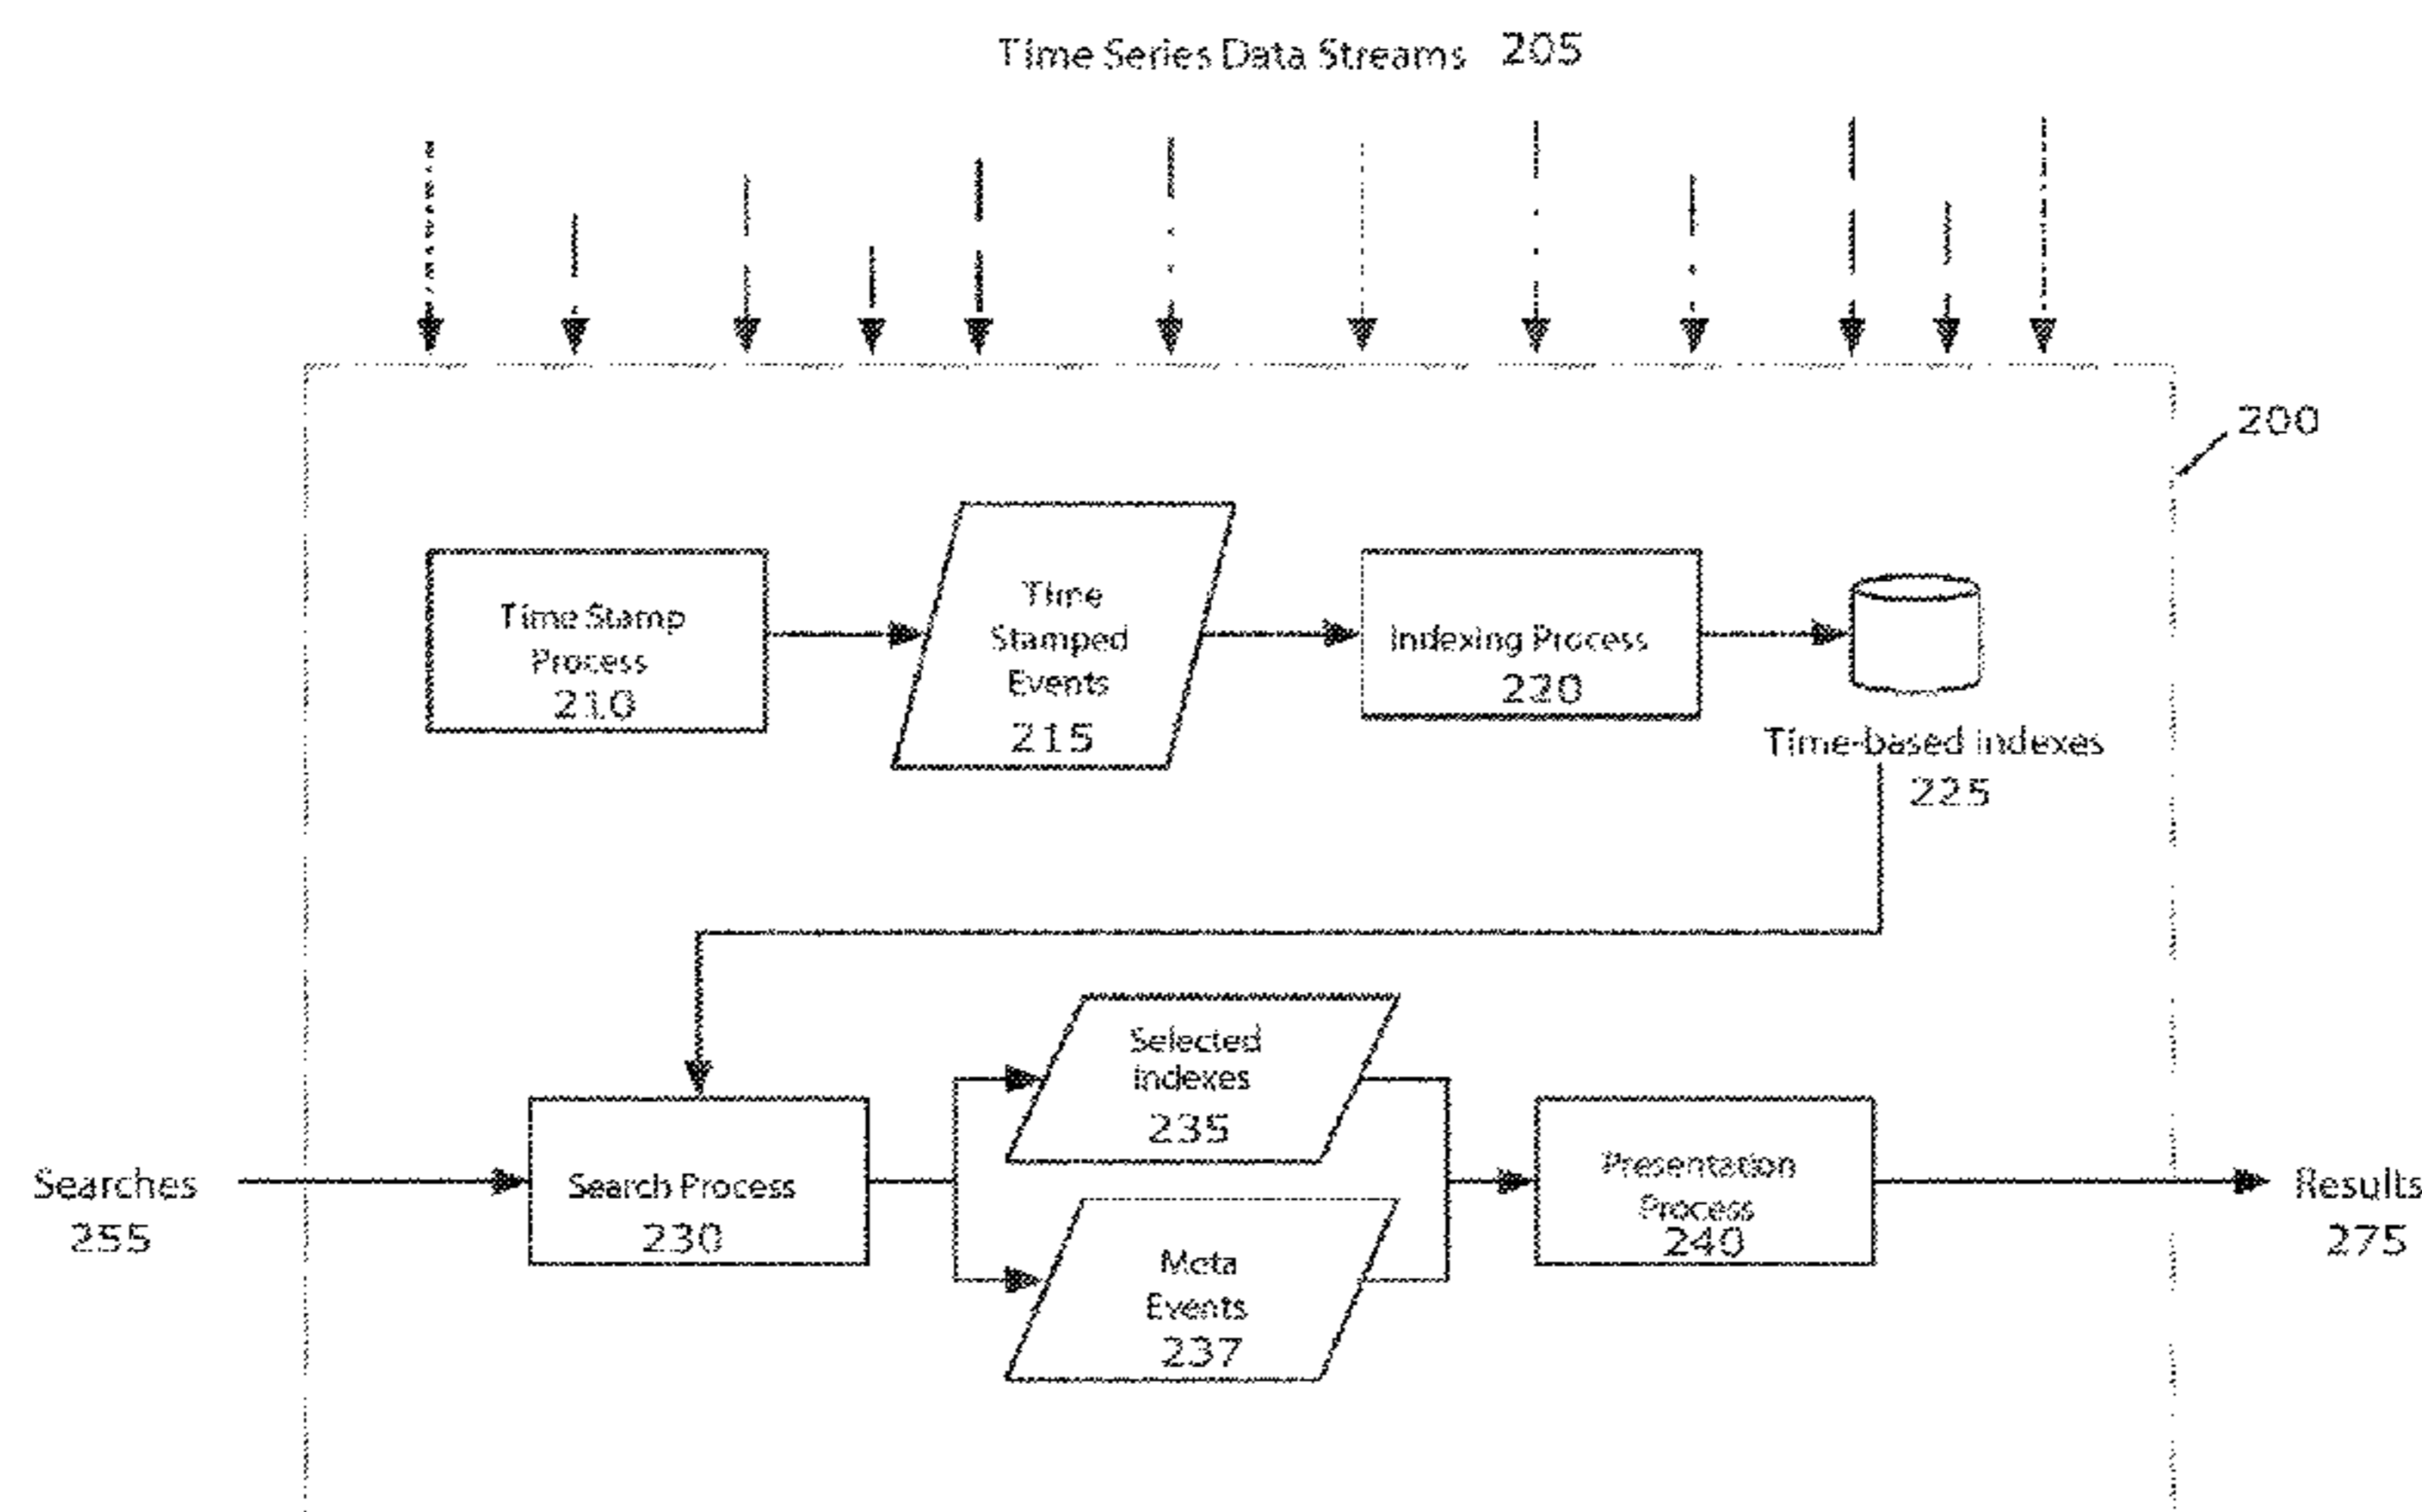 Time Series Data Streams 205
200
Time Stamp
Process
210
Time
Stamped
Events
215
Indexing Process
220
Time-based indexes
225
Selected
indexes
235
Searches
255
Search Process
230
Meta
Events
237
Presentation
Process
240
Results
275